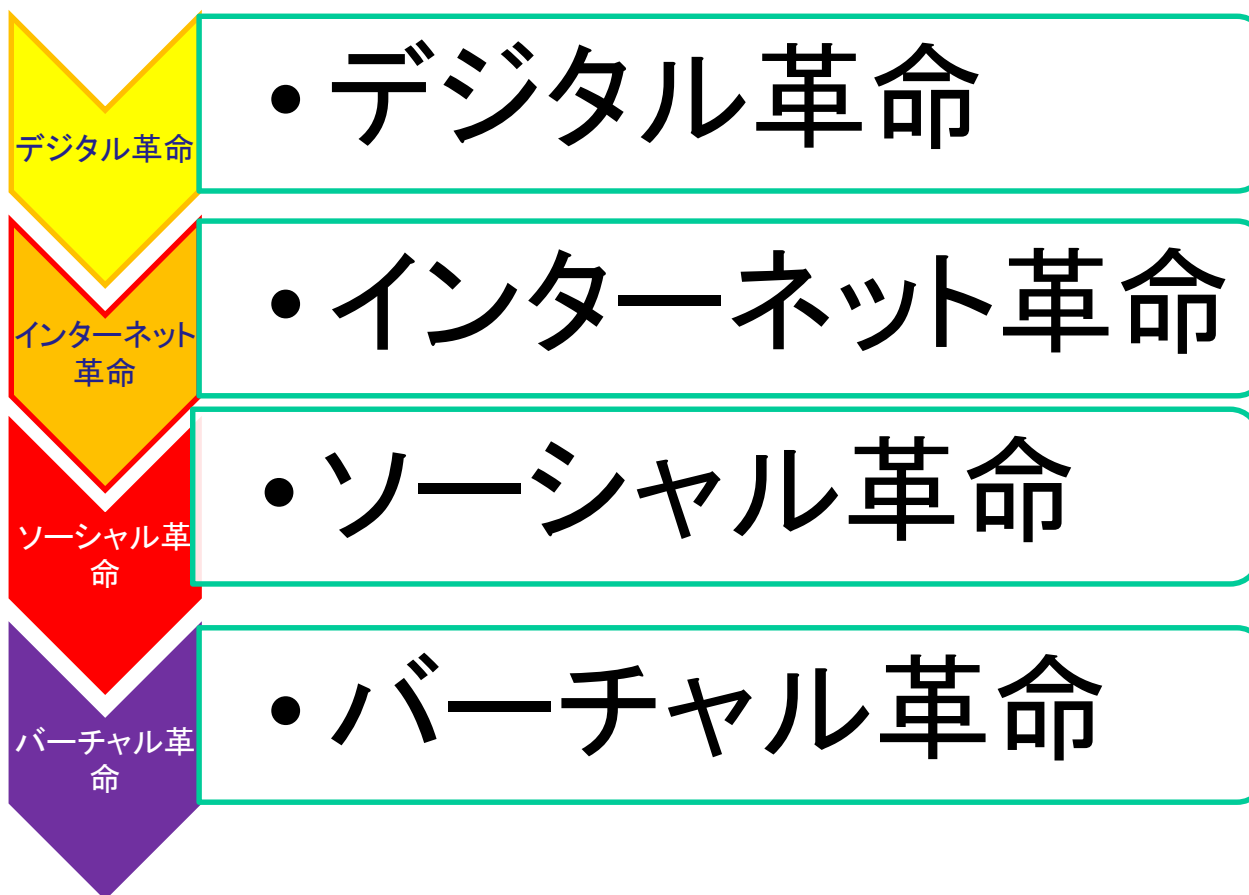 デジタル革命
・デジタル革命
インターネット
革命
・インターネット革命
ソーシャル革
命
・ソーシャル革命
バーチャル革
命
・バーチャル革命